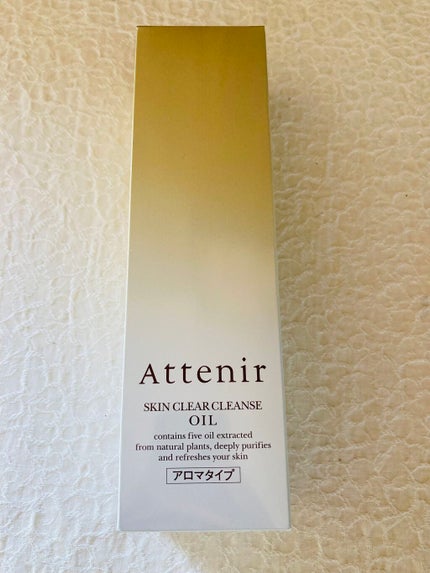 Attenir
SKIN CLEAR CLEANSE
OIL
contains five oil extracted
from natural plants, deeply purifies
and refreshes your skin
アロマタイプ